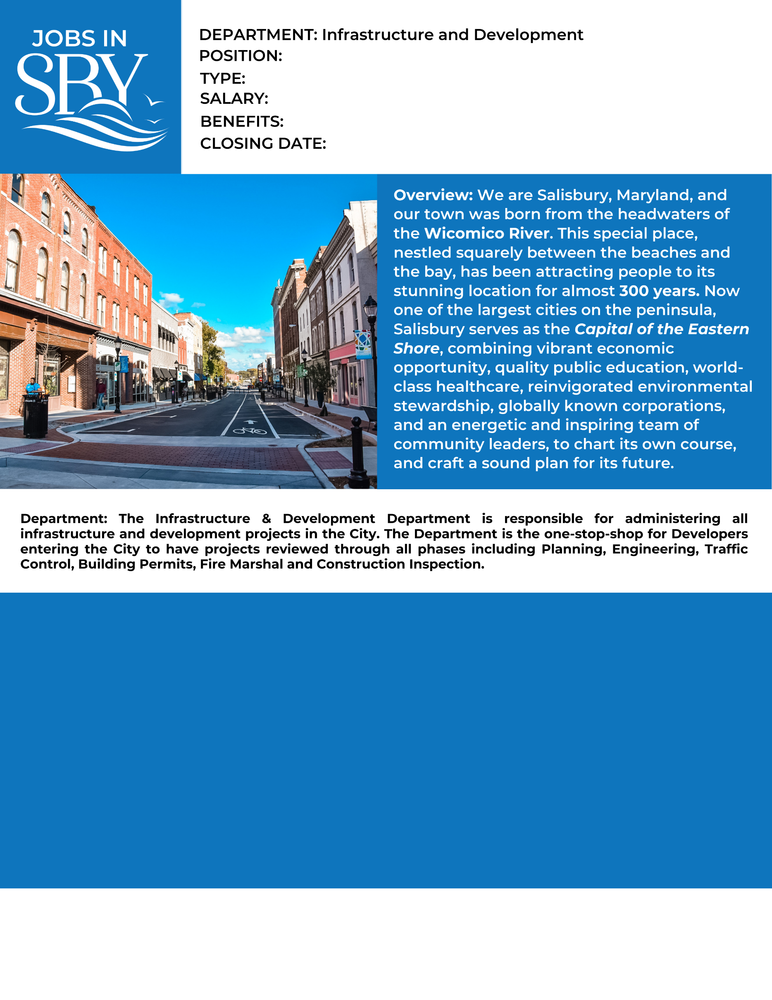 JOBS IN
SBY
DEPARTMENT: Infrastructure and Development
POSITION:
TYPE:
SALARY:
BENEFITS:
CLOSING DATE:
Overview: We are Salisbury, Maryland, and
our town was born from the headwaters of
the Wicomico River. This special place,
nestled squarely between the beaches and
the bay, has been attracting people to its
stunning location for almost 300 years. Now
one of the largest cities on the peninsula,
Salisbury serves as the Capital of the Eastern
Shore, combining vibrant economic
opportunity, quality public education, world-
class healthcare, reinvigorated environmental
stewardship, globally known corporations,
and an energetic and inspiring team of
community leaders, to chart its own course,
and craft a sound plan for its future.
Department: The Infrastructure & Development Department is responsible for administering all
infrastructure and development projects in the City. The Department is the one-stop-shop for Developers
entering the City to have projects reviewed through all phases including Planning, Engineering, Traffic
Control, Building Permits, Fire Marshal and Construction Inspection.